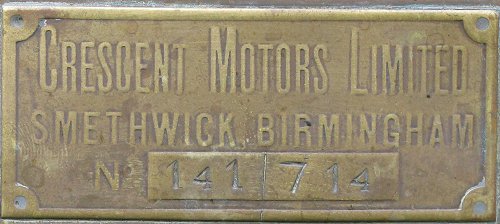 CRESCENT MOTORS LIMITED
SMETHWICK, BIRMINGHAM
No 141/714